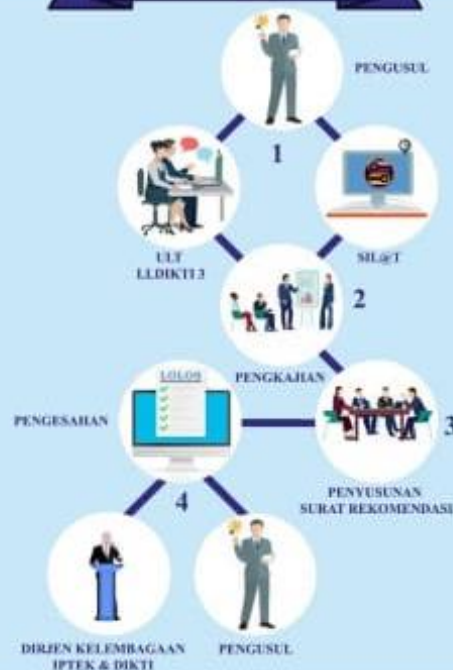 PENGUSUL
1
ULT
LLDIKTI 3
SIL@T
2
PENGKAJIAN
LOLOS
PENGESAHAN
3
PENYUSUNAN
SURAT REKOMENDASI
4
DIRJEN KELEMBAGAAN
IPTEK & DIKTI
PENGUSUL